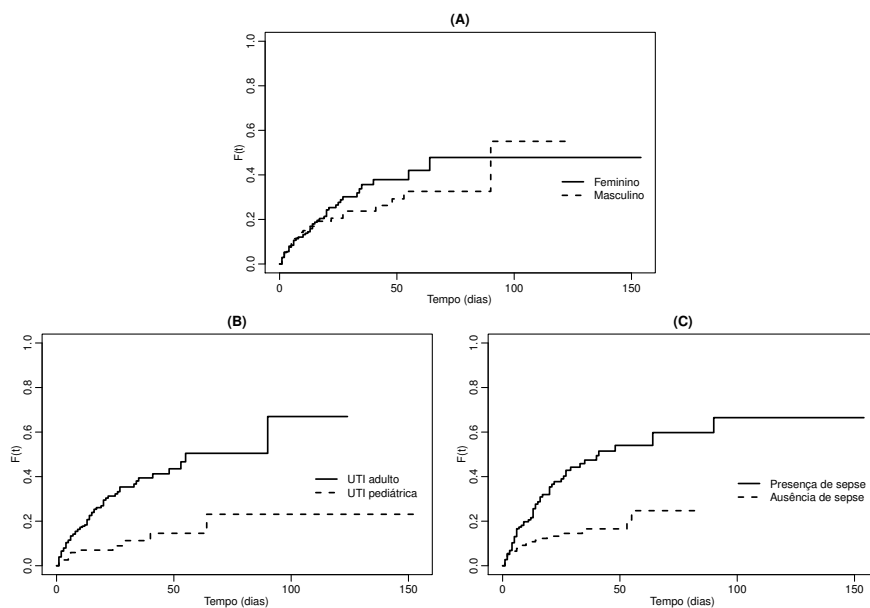 (A)
F(t)
0.0 0.2 0.4 0.6 0.8 1.0
Feminino
Masculino
0 50 100 150
Tempo (dias)
(B)
F(t)
0.0 0.2 0.4 0.6 0.8 1.0
UTI adulto
UTI pediátrica
0 50 100 150
Tempo (dias)
(C)
F(t)
0.0 0.2 0.4 0.6 0.8 1.0
Presença de sepse
Ausência de sepse
0 50 100 150
Tempo (dias)